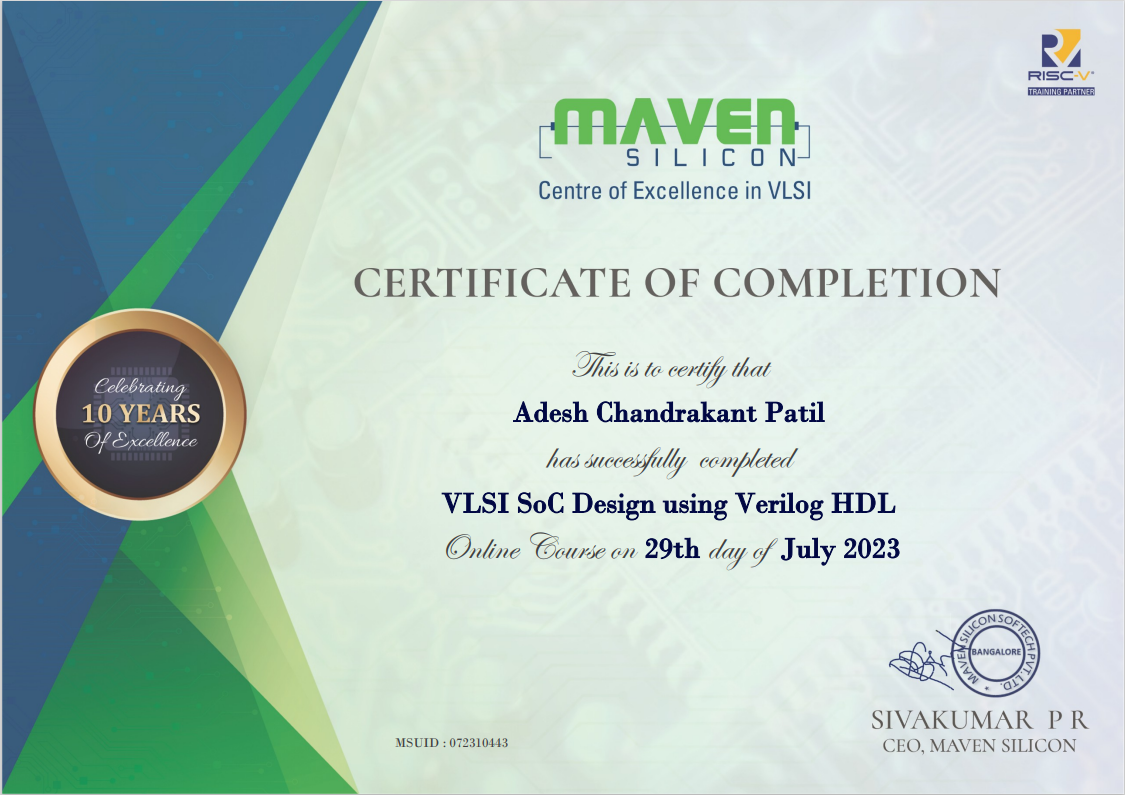 RISC-V®
TRAINING PARTNER
MAVEN
SILICON
Centre of Excellence in VLSI
CERTIFICATE OF COMPLETION
This is to certify that
Adesh Chandrakant Patil
has successfully completed
VLSI SoC Design using Verilog HDL
Online Course on 29th day of July 2023
Celebrating
10 YEARS
Of Excellence
MAVEN SILICON SOFTECH PVT. LTD.
BANGALORE
SIVAKUMAR P R
CEO, MAVEN SILICON
MSUID : 072310443